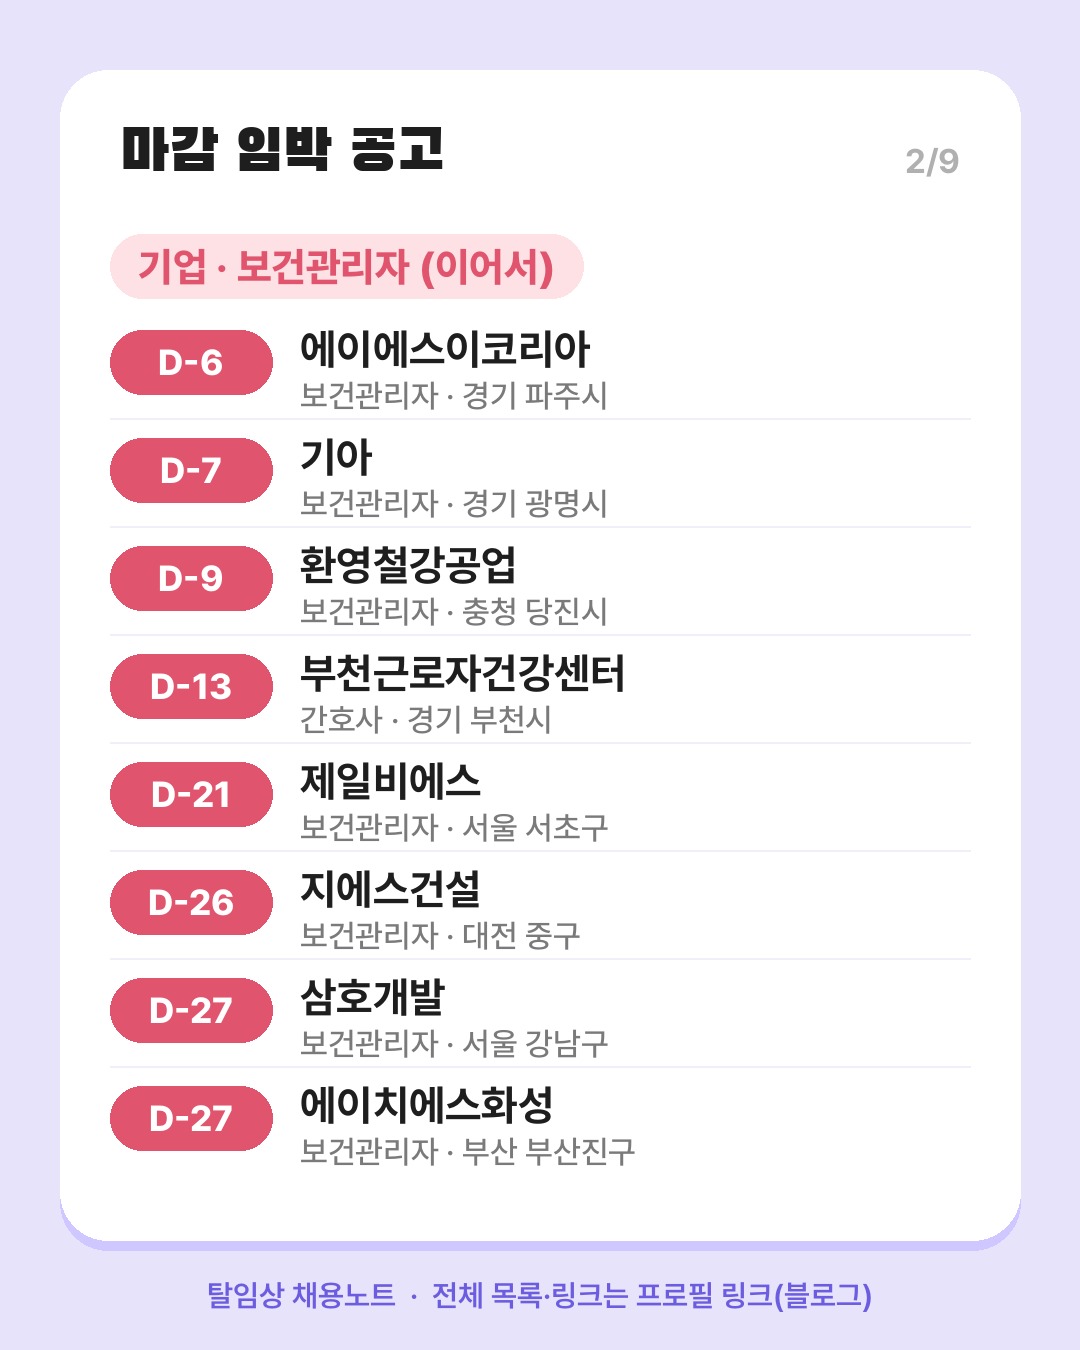 마감 임박 공고
2/9
기업 · 보건관리자 (이어서)
D-6
에이에스이코리아
보건관리자 · 경기 파주시
D-7
기아
보건관리자 · 경기 광명시
D-9
환영철강공업
보건관리자 · 충청 당진시
D-13
부천근로자건강센터
간호사 · 경기 부천시
D-21
제일비에스
보건관리자 · 서울 서초구
D-26
지에스건설
보건관리자 · 대전 중구
D-27
삼호개발
보건관리자 · 서울 강남구
D-27
에이치에스화성
보건관리자 · 부산 부산진구
탈임상 채용노트 · 전체 목록·링크는 프로필 링크(블로그)